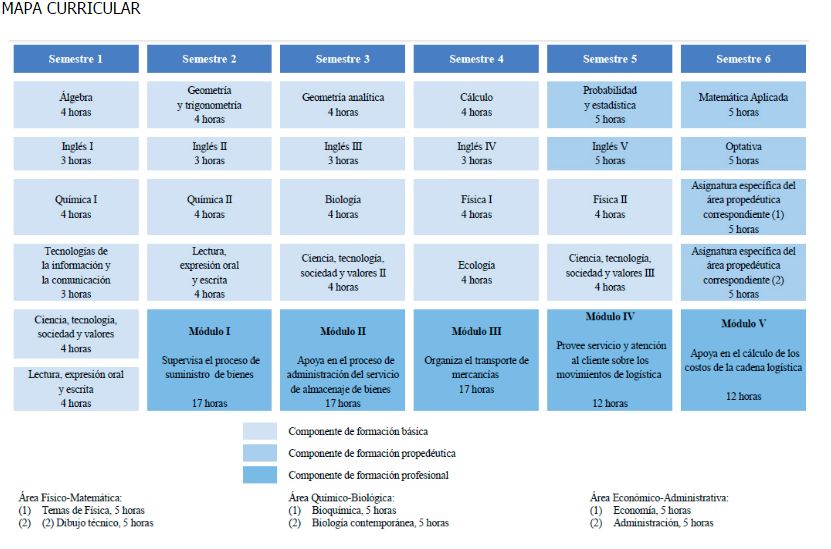 MAPA CURRICULAR
Semestre 1
Semestre 2
Semestre 3
Semestre 4
Semestre 5
Semestre 6
Álgebra
4 horas
Geometría
y trigonometría
4 horas
Geometría analítica
4 horas
Cálculo
4 horas
Probabilidad
y estadística
5 horas
Matemática Aplicada
5 horas
Inglés I
3 horas
Inglés II
3 horas
Inglés III
3 horas
Inglés IV
3 horas
Inglés V
5 horas
Optativa
5 horas
Química I
4 horas
Química II
4 horas
Biología
4 horas
Física I
4 horas
Física II
4 horas
Asignatura específica del
área propedéutica
correspondiente (1)
5 horas
Tecnologías de
la información y
la comunicación
3 horas
Lectura,
expresión oral
y escrita
4 horas
Ciencia, tecnología,
sociedad y valores II
4 horas
Ecología
4 horas
Ciencia, tecnología,
sociedad y valores III
4 horas
Asignatura específica del
área propedéutica
correspondiente (2)
5 horas
Ciencia, tecnología,
sociedad y valores
4 horas
Lectura, expresión oral
y escrita
4 horas
Módulo I
Supervisa el proceso de
suministro de bienes
17 horas
Módulo II
Apoya en el proceso de
administración del servicio
de almacenaje de bienes
17 horas
Módulo III
Organiza el transporte de
mercancías
17 horas
Módulo IV
Provee servicio y atención
al cliente sobre los
movimientos de logística
12 horas
Módulo V
Apoya en el cálculo de los
costos de la cadena logística
12 horas
Componente de formación básica
Componente de formación propedéutica
Componente de formación profesional
Área Físico-Matemática:
(1) Temas de Física, 5 horas
(2) (2) Dibujo técnico, 5 horas
Área Químico-Biológica:
(1) Bioquímica, 5 horas
(2) Biología contemporánea, 5 horas
Área Económico-Administrativa:
(1) Economía, 5 horas
(2) Administración, 5 horas